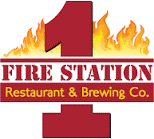 1
FIRE STATION
Restaurant & Brewing Co.